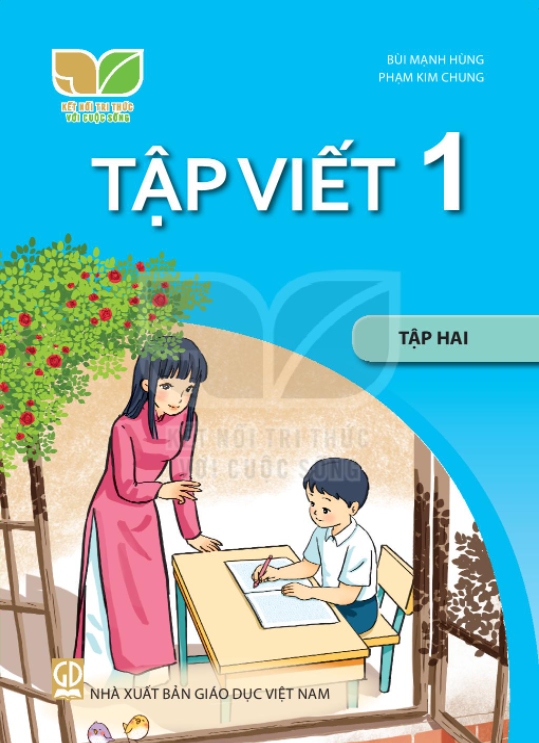 BÙI MẠNH HÙNG
PHẠM KIM CHUNG
KẾT NỐI TRI THỨC
VỚI CUỘC SỐNG
TẬP VIẾT 1
TẬP HAI
KẾT NỐI TRI THỨC
VỚI CUỘC SỐNG
GD
NHÀ XUẤT BẢN GIÁO DỤC VIỆT NAM